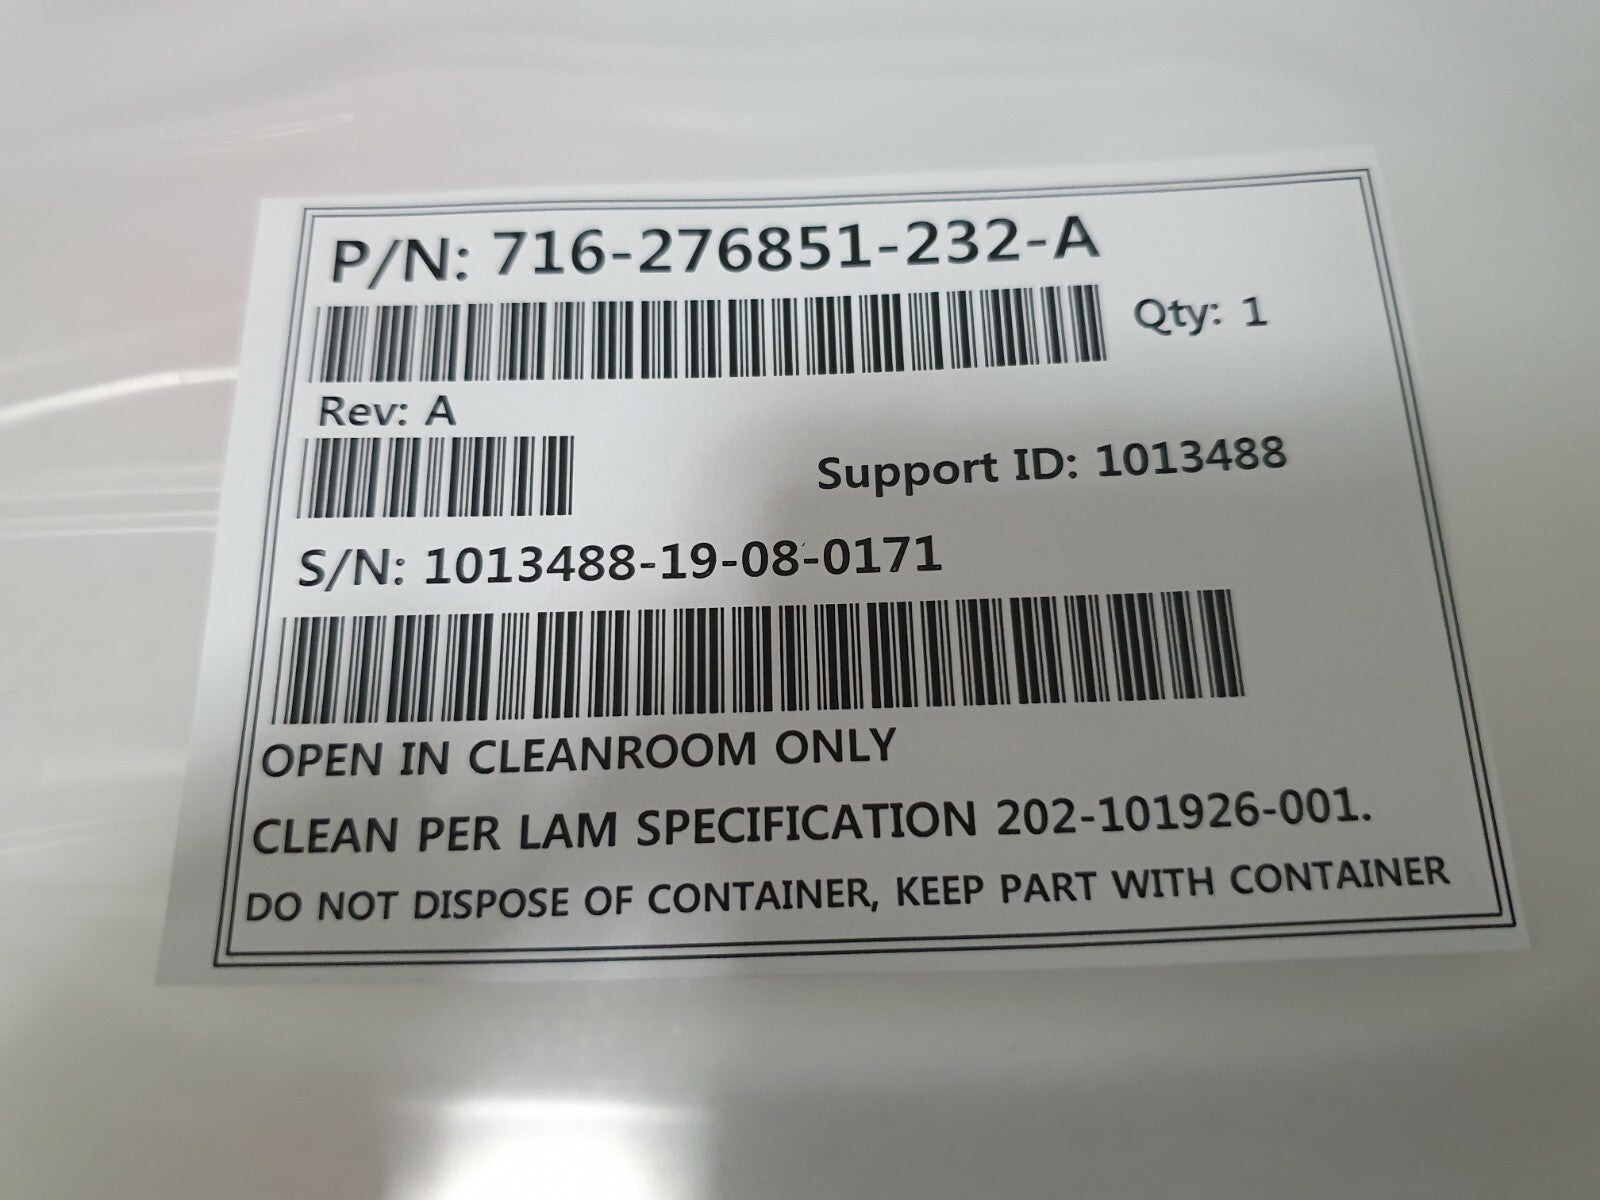 P/N: 716-276851-232-A
Qty: 1
Rev: A
Support ID: 1013488
S/N: 1013488-19-08-0171
OPEN IN CLEANROOM ONLY
CLEAN PER LAM SPECIFICATION 202-101926-001.
DO NOT DISPOSE OF CONTAINER, KEEP PART WITH CONTAINER